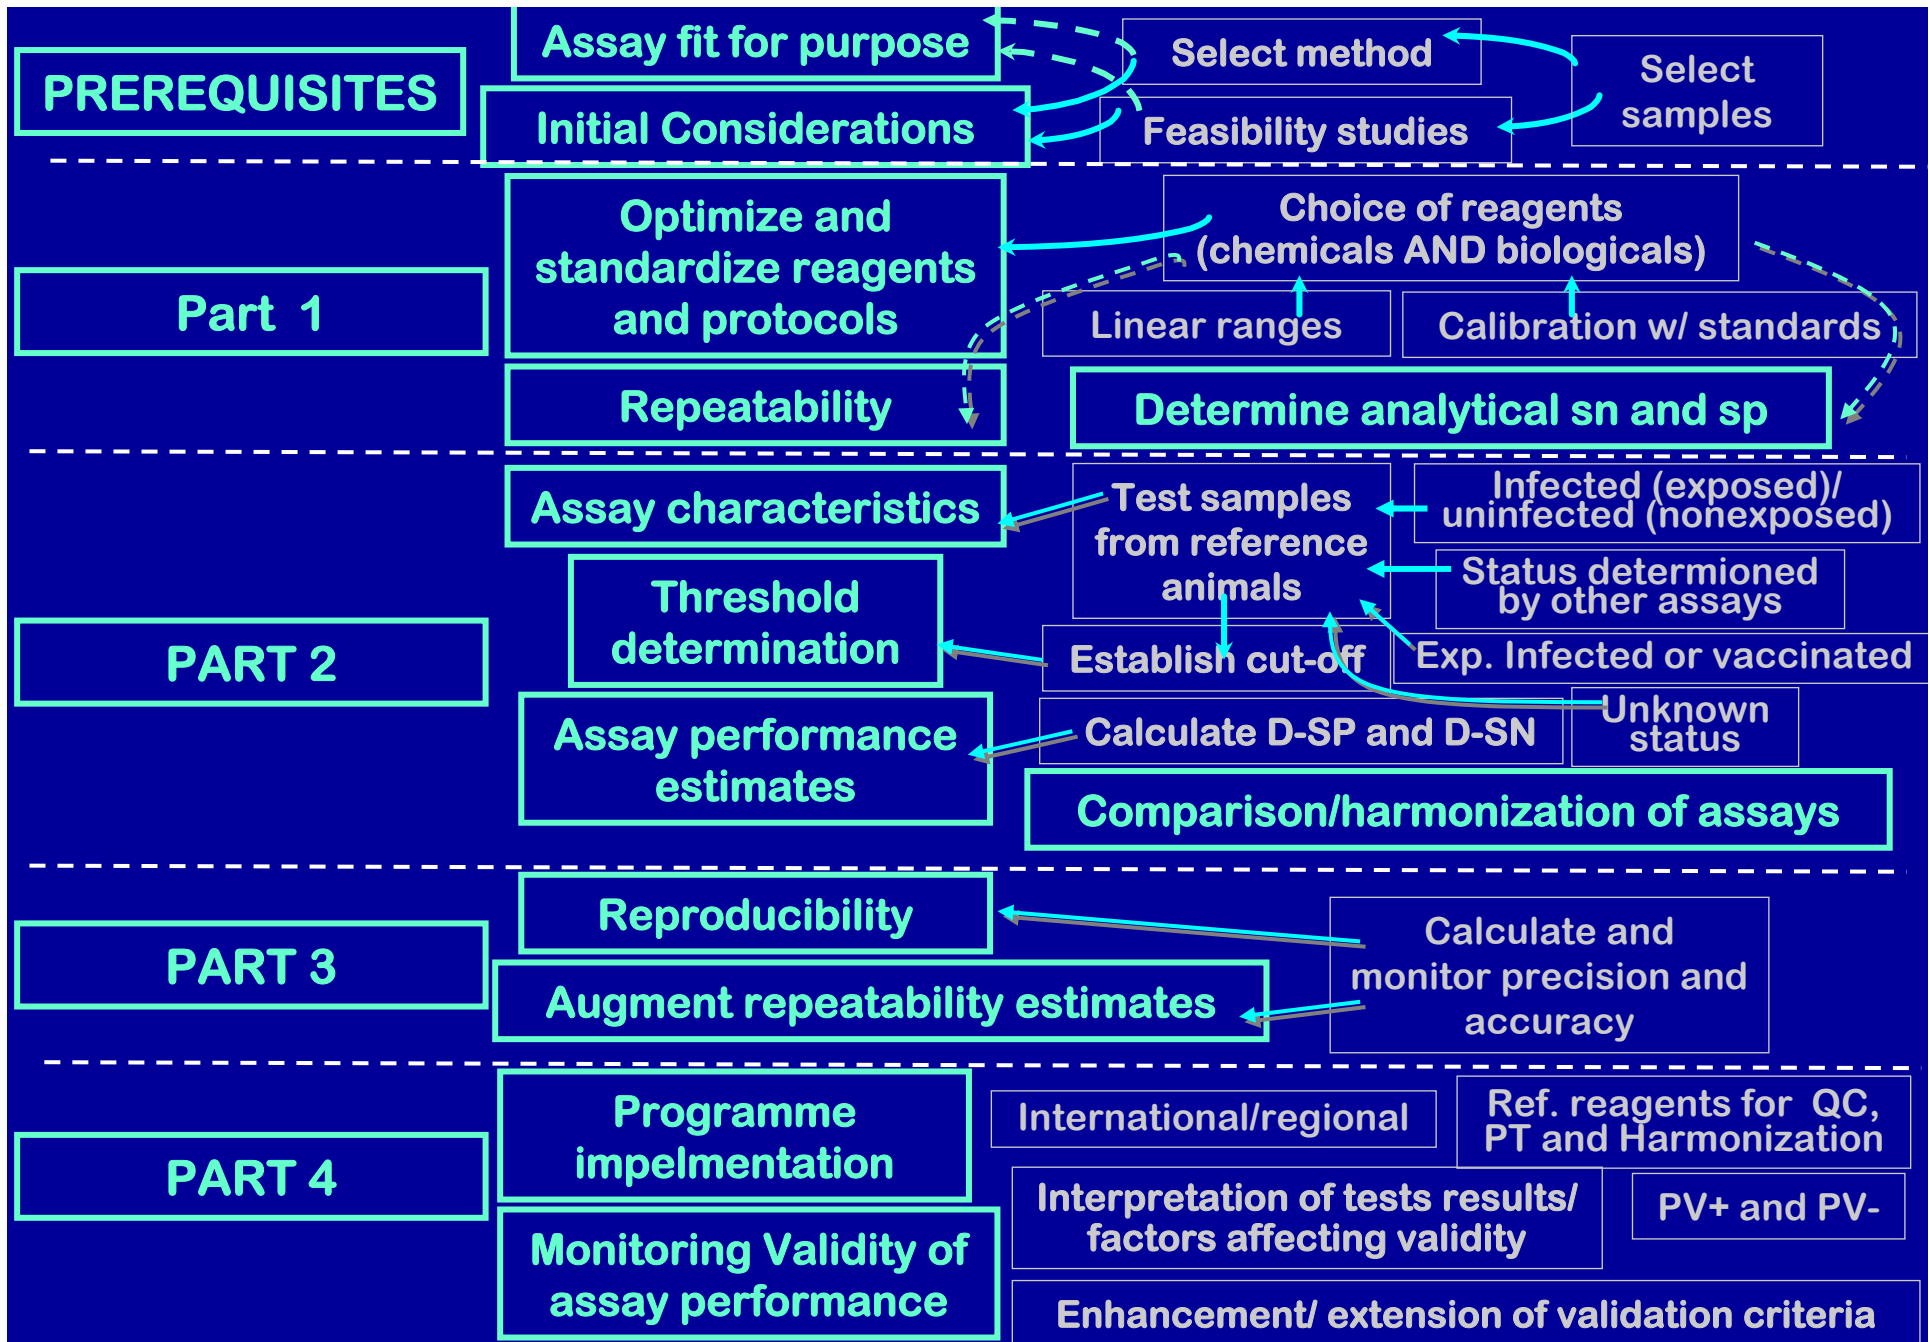 PREREQUISITES
Assay fit for purpose
Initial Considerations
Select method
Feasibility studies
Select
samples
Part 1
Optimize and
standardize reagents
and protocols
Repeatability
Choice of reagents
(chemicals AND biologicals)
Linear ranges
Calibration w/ standards
Determine analytical sn and sp
PART 2
Assay characteristics
Threshold
determination
Assay performance
estimates
Test samples
from reference
animals
Establish cut-off
Calculate D-SP and D-SN
Infected (exposed)/
uninfected (nonexposed)
Status determioned
by other assays
Exp. Infected or vaccinated
Unknown
status
Comparison/harmonization of assays
PART 3
Reproducibility
Augment repeatability estimates
Calculate and
monitor precision and
accuracy
PART 4
Programme
impelmentation
Monitoring Validity of
assay performance
International/regional
Ref. reagents for QC,
PT and Harmonization
Interpretation of tests results/
factors affecting validity
PV+ and PV-
Enhancement/ extension of validation criteria